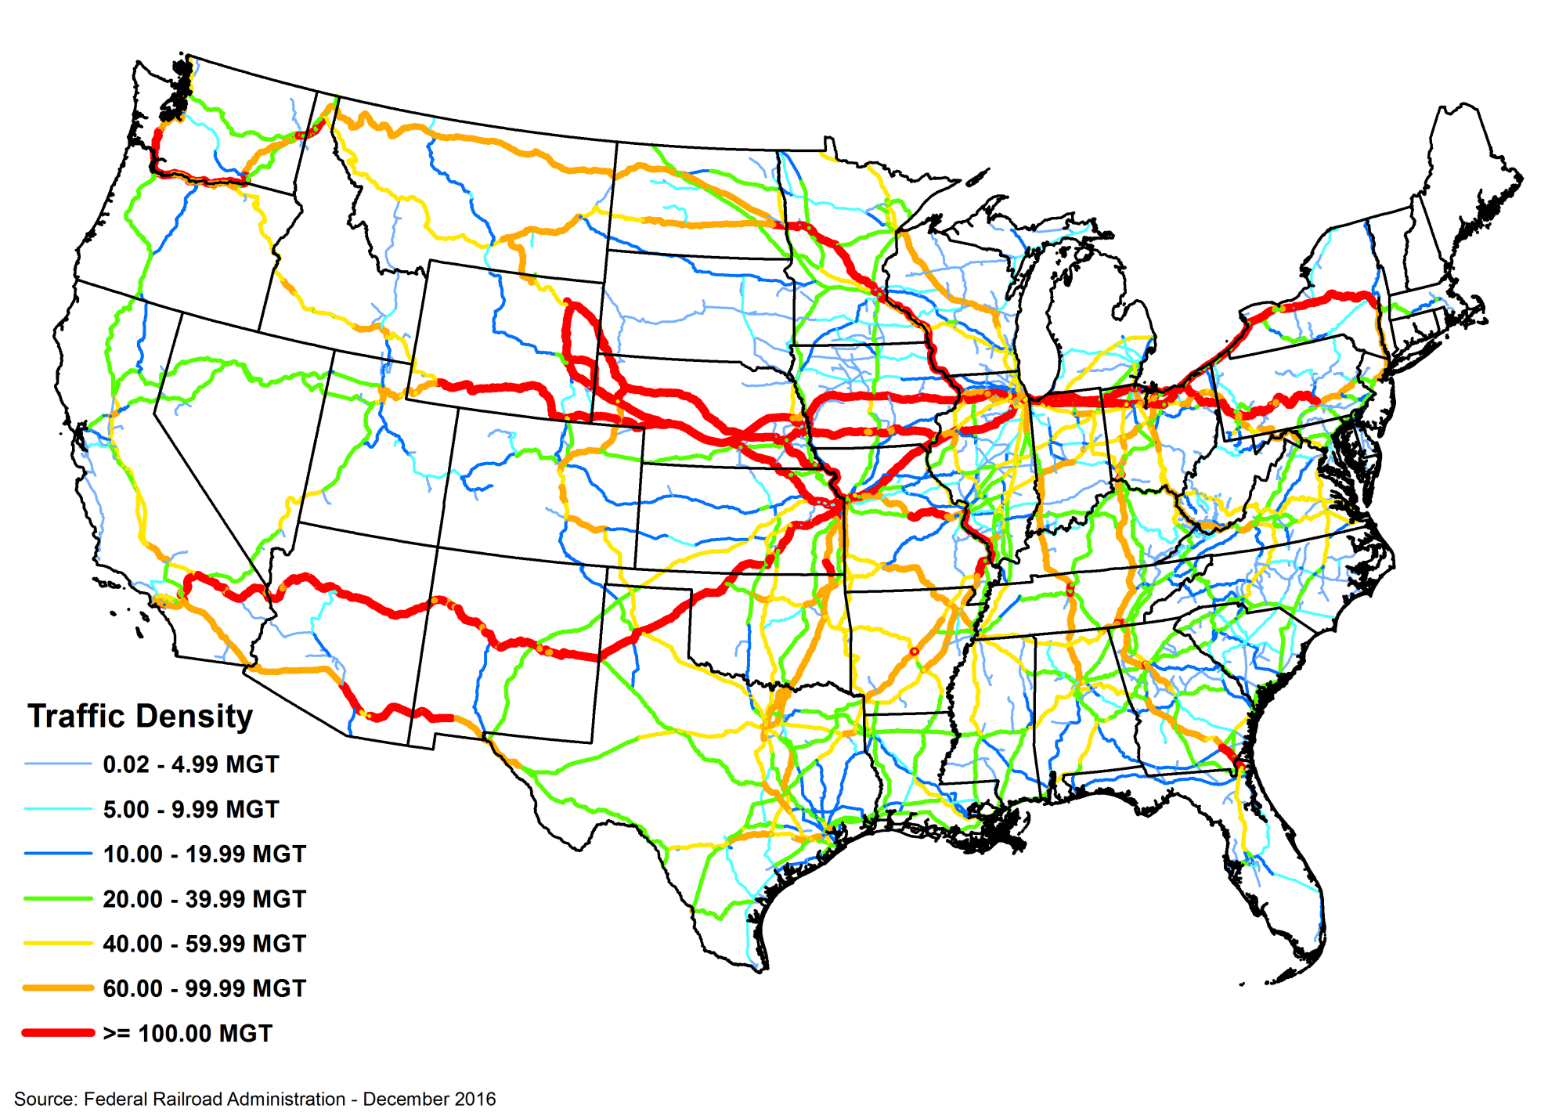 Traffic Density
0.02 - 4.99 MGT
5.00 - 9.99 MGT
10.00 - 19.99 MGT
20.00 - 39.99 MGT
40.00 - 59.99 MGT
60.00 - 99.99 MGT
>= 100.00 MGT
Source: Federal Railroad Administration - December 2016